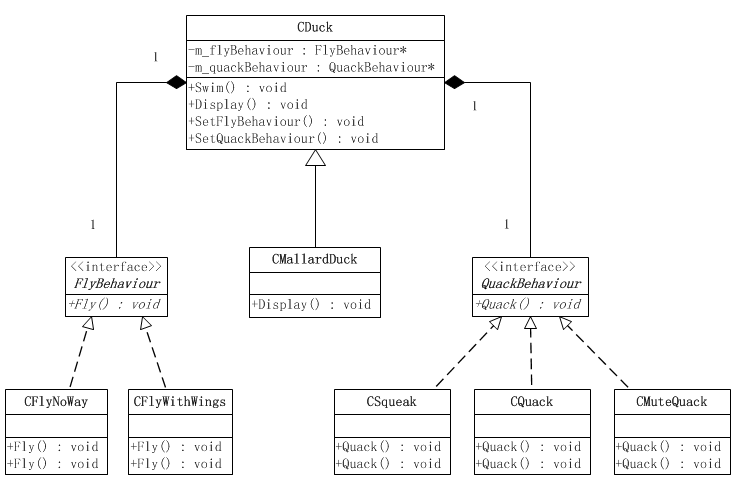 CDuck
-m_flyBehaviour : FlyBehaviour*
-m_quackBehaviour : QuackBehaviour*
+Swim() : void
+Display() : void
+SetFlyBehaviour() : void
+SetQuackBehaviour() : void
1
1
1
1
<<interface>>
FlyBehaviour
+Fly() : void
CMallardDuck
+Display() : void
<<interface>>
QuackBehaviour
+Quack() : void
CFlyNoWay
+Fly() : void
+Fly() : void
CFlyWithWings
+Fly() : void
+Fly() : void
CSqueak
+Quack() : void
+Quack() : void
CQuack
+Quack() : void
+Quack() : void
CMuteQuack
+Quack() : void
+Quack() : void